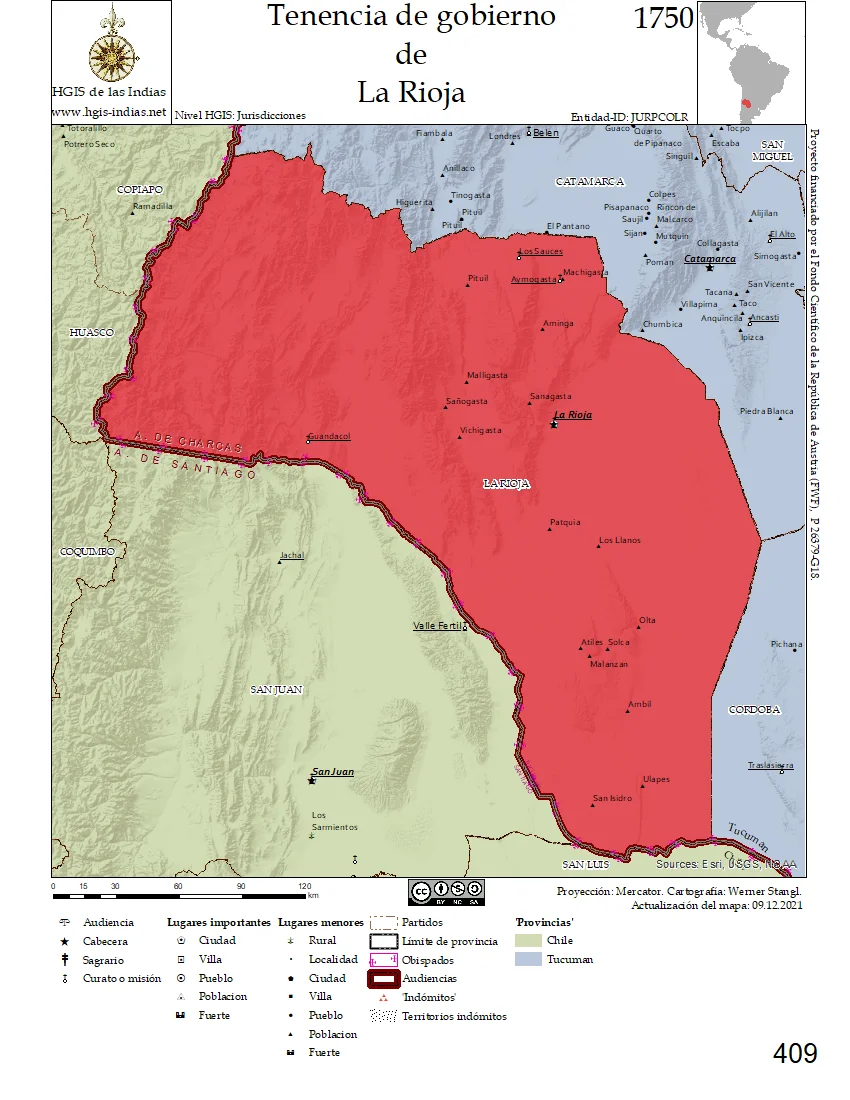 Tenencia de gobierno
de
La Rioja
1750
HGIS de las Indias
www.hgis-indias.net
Nivel HGIS: Jurisdicciones
Entidad-ID: JURPCOLR
Totoralillo
Potrero Seco
COPIAPO
Ramadilla
HUASCO
COQUIMBO
Fiambala
Londres
Belen
Guaco
Quarto
de Pipanaco
Tocpo
Escaba
Singuil
SAN
MIGUEL
Anillaco
CATAMARCA
Tinogasta
Higuerita
Pituil
Pituil
Colpes
Pisapanaco
Rincon de
Saujil
Malcarco
Sijan
Mutquin
Alijilan
El Alto
Collagasta
Simogasta
El Pantano
Poman
Catamarca
Los Sauces
Machigasta
Aymogasta
Pituil
San Vicente
Tacana
Taco
Villapima
Anquincila
Ancasti
Ipizca
Chumbica
Aminga
Malligasta
Sañogasta
Sanagasta
La Rioja
Piedra Blanca
Vichigasta
Guandacol
A. DE CHARCAS
A. DE SANTIAGO
LA RIOJA
Patquia
Los Llanos
Jachal
Valle Fertil
Olta
Atiles
Solca
Malanzan
Pichana
SAN JUAN
Ambil
CORDOBA
San Juan
Traslasierra
Ulapes
San Isidro
Los
Sarmientos
SAN LUIS
Tucuman
Sources: Esri, USGS, NOAA
Proyecto financiado por el Fondo Científico de la República de Austria (FWF), P 26379-G18.
0 15 30 60 90 120
km
CC BY NC SA
Proyección: Mercator. Cartografía: Werner Stangl.
Actualización del mapa: 09.12.2021
Audiencia
Cabecera
Sagrario
Curato o misión
Lugares importantes
Ciudad
Villa
Pueblo
Poblacion
Fuerte
Lugares menores
Rural
Localidad
Ciudad
Villa
Pueblo
Poblacion
Fuerte
Partidos
Límite de provincia
Obispados
Audiencias
'Indómitos'
Territorios indómitos
'Provincias'
Chile
Tucuman
409